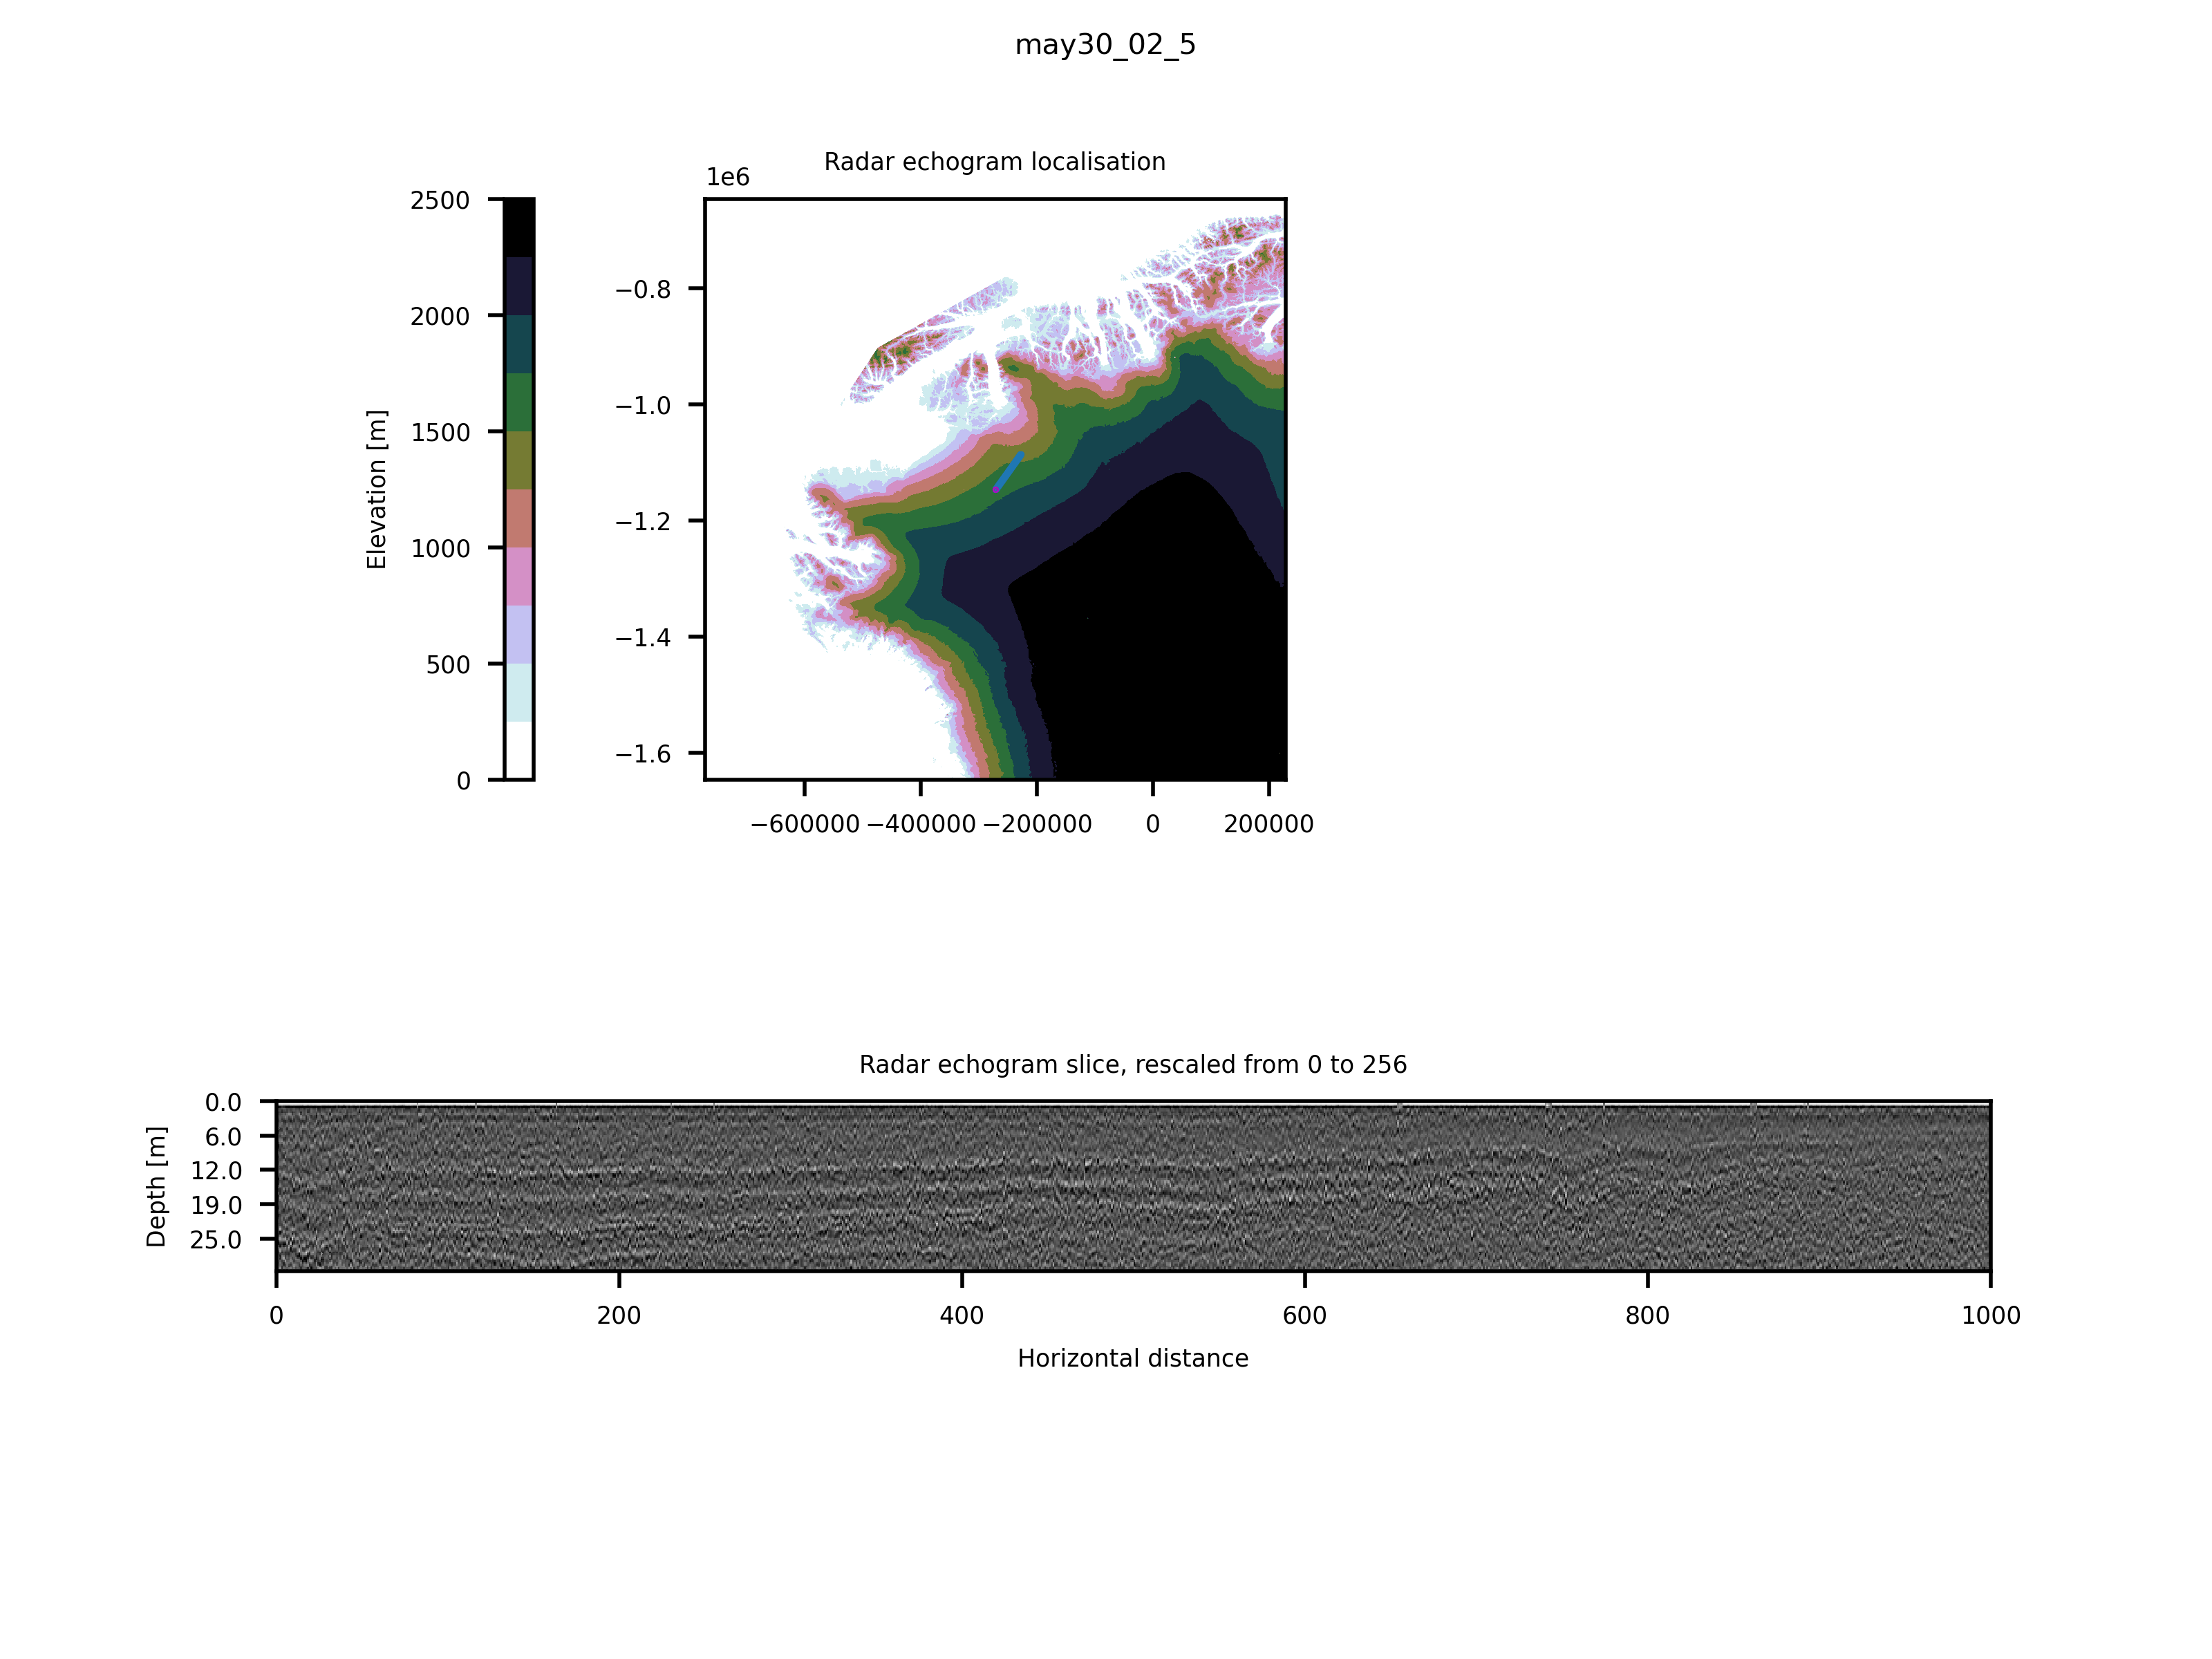 may30_02_5
Radar echogram localisation
1e6
Elevation [m]
2500
2000
1500
1000
500
0
−0.8
−1.0
−1.2
−1.4
−1.6
−600000 −400000 −200000 0 200000
Radar echogram slice, rescaled from 0 to 256
Depth [m]
0.0
6.0
12.0
19.0
25.0
0 200 400 600 800 1000
Horizontal distance